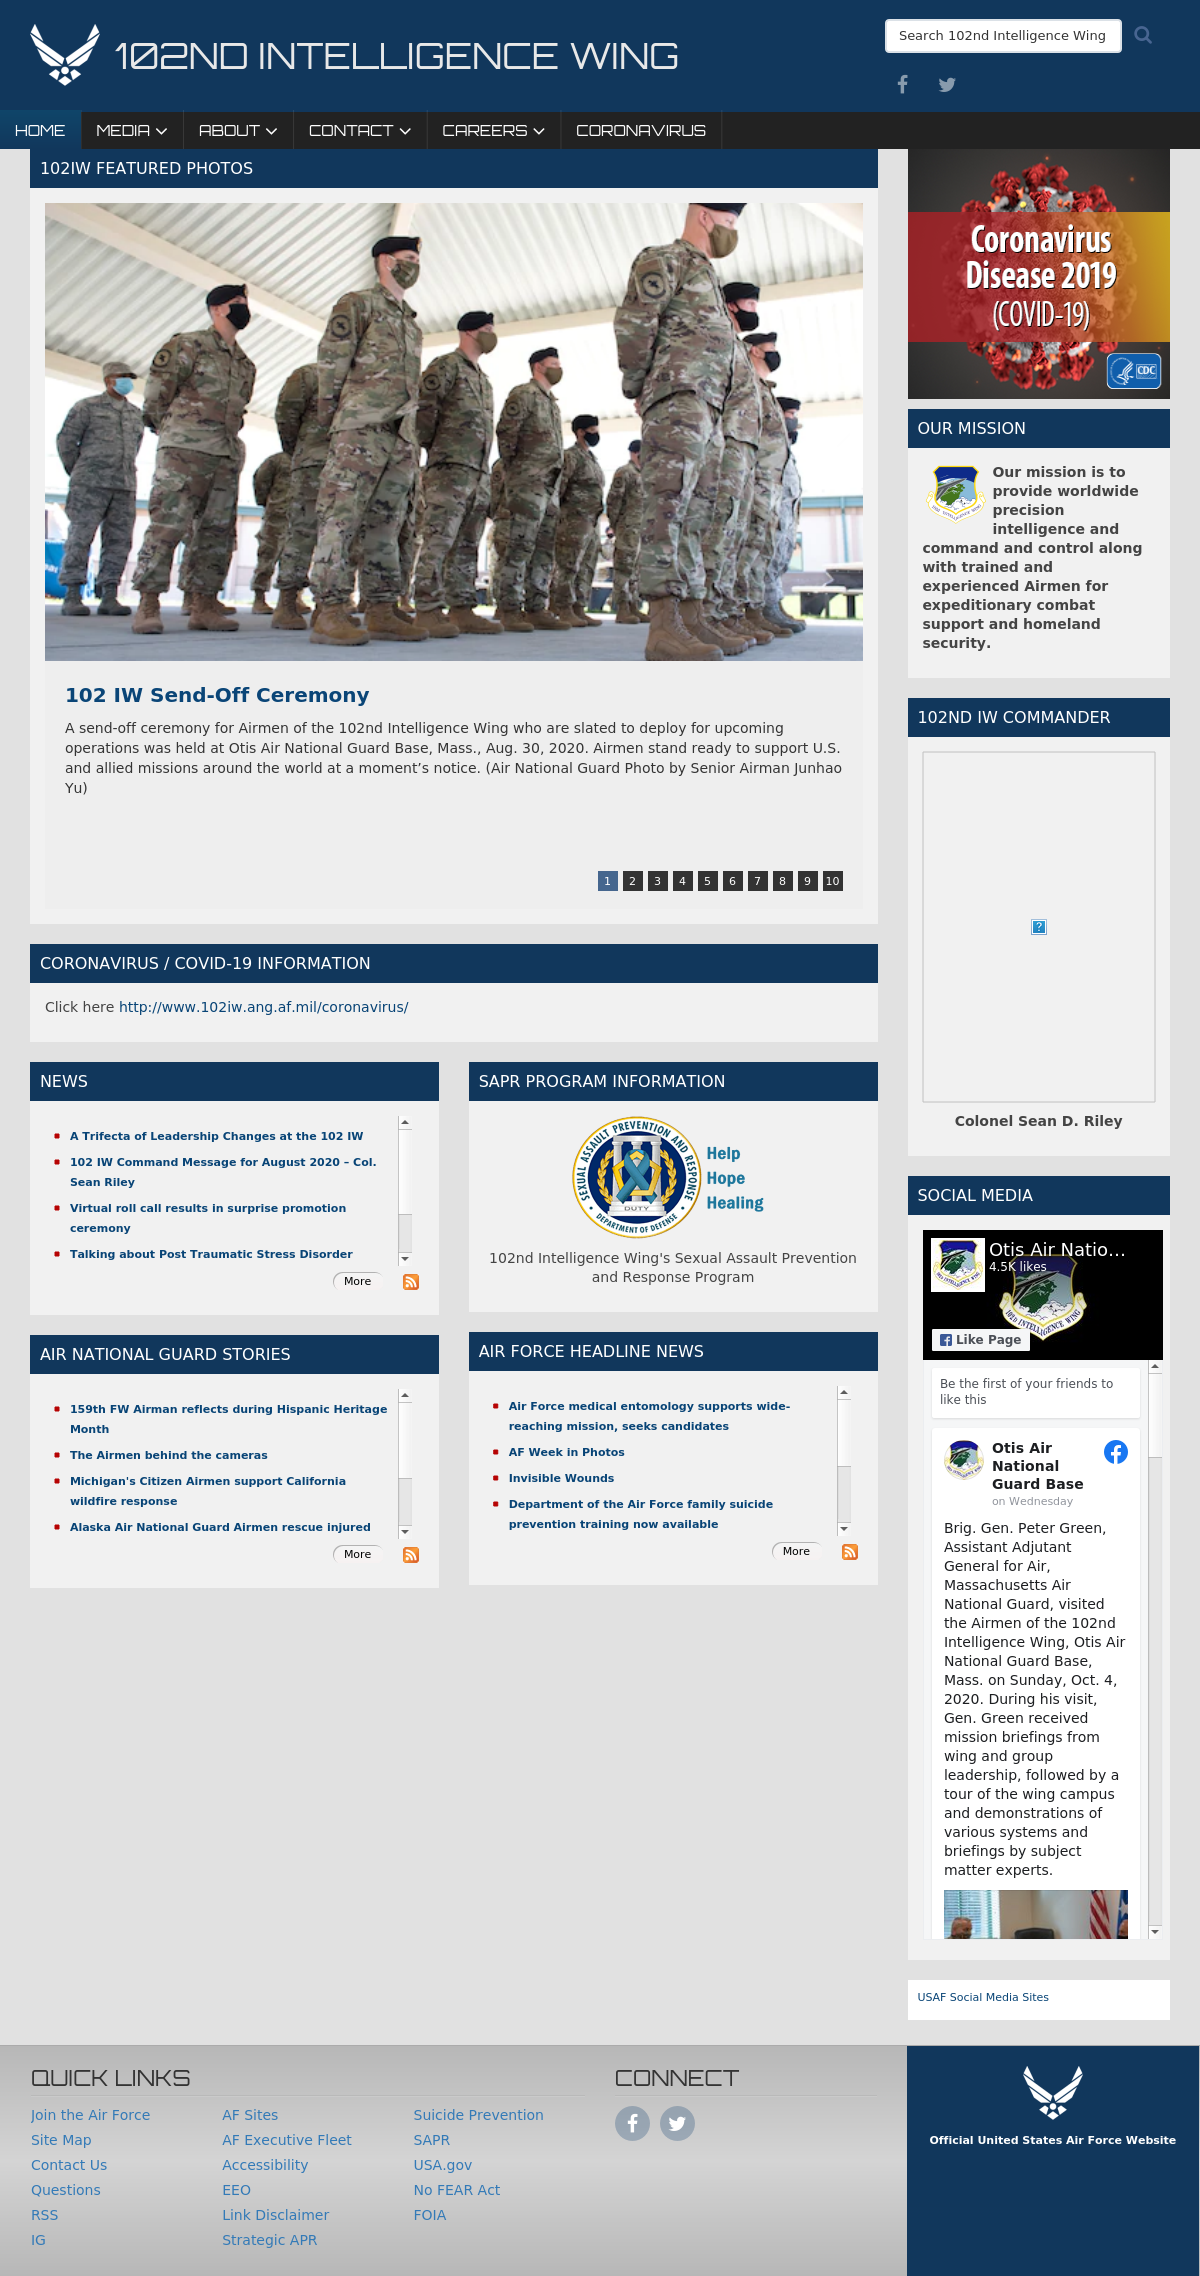 102ND INTELLIGENCE WING
Search 102nd Intelligence Wing
HOME
MEDIA
ABOUT
CONTACT
CAREERS
CORONAVIRUS
102IW FEATURED PHOTOS
102 IW Send-Off Ceremony
A send-off ceremony for Airmen of the 102nd Intelligence Wing who are slated to deploy for upcoming
operations was held at Otis Air National Guard Base, Mass., Aug. 30, 2020. Airmen stand ready to support U.S.
and allied missions around the world at a moment’s notice. (Air National Guard Photo by Senior Airman Junhao
Yu)
1 2 3 4 5 6 7 8 9 10
CORONAVIRUS / COVID-19 INFORMATION
Click here http://www.102iw.ang.af.mil/coronavirus/
NEWS
A Trifecta of Leadership Changes at the 102 IW
102 IW Command Message for August 2020 – Col.
Sean Riley
Virtual roll call results in surprise promotion
ceremony
Talking about Post Traumatic Stress Disorder
More
SAPR PROGRAM INFORMATION
SEXUAL ASSAULT PREVENTION AND RESPONSE
DUTY
DEPARTMENT OF DEFENSE
Help
Hope
Healing
102nd Intelligence Wing's Sexual Assault Prevention
and Response Program
AIR NATIONAL GUARD STORIES
159th FW Airman reflects during Hispanic Heritage
Month
The Airmen behind the cameras
Michigan's Citizen Airmen support California
wildfire response
Alaska Air National Guard Airmen rescue injured
More
AIR FORCE HEADLINE NEWS
Air Force medical entomology supports wide-
reaching mission, seeks candidates
AF Week in Photos
Invisible Wounds
Department of the Air Force family suicide
prevention training now available
More
Coronavirus
Disease 2019
(COVID-19)
CDC
OUR MISSION
Our mission is to
provide worldwide
precision
intelligence and
command and control along
with trained and
experienced Airmen for
expeditionary combat
support and homeland
security.
102ND IW COMMANDER
?
Colonel Sean D. Riley
SOCIAL MEDIA
Otis Air Natio...
4.5K likes
102d INTELLIGENCE WING
Like Page
Be the first of your friends to
like this
Otis Air
National
Guard Base
on Wednesday
Brig. Gen. Peter Green,
Assistant Adjutant
General for Air,
Massachusetts Air
National Guard, visited
the Airmen of the 102nd
Intelligence Wing, Otis Air
National Guard Base,
Mass. on Sunday, Oct. 4,
2020. During his visit,
Gen. Green received
mission briefings from
wing and group
leadership, followed by a
tour of the wing campus
and demonstrations of
various systems and
briefings by subject
matter experts.
USAF Social Media Sites
QUICK LINKS
Join the Air Force
Site Map
Contact Us
Questions
RSS
IG
AF Sites
AF Executive Fleet
Accessibility
EEO
Link Disclaimer
Strategic APR
Suicide Prevention
SAPR
USA.gov
No FEAR Act
FOIA
CONNECT
Official United States Air Force Website